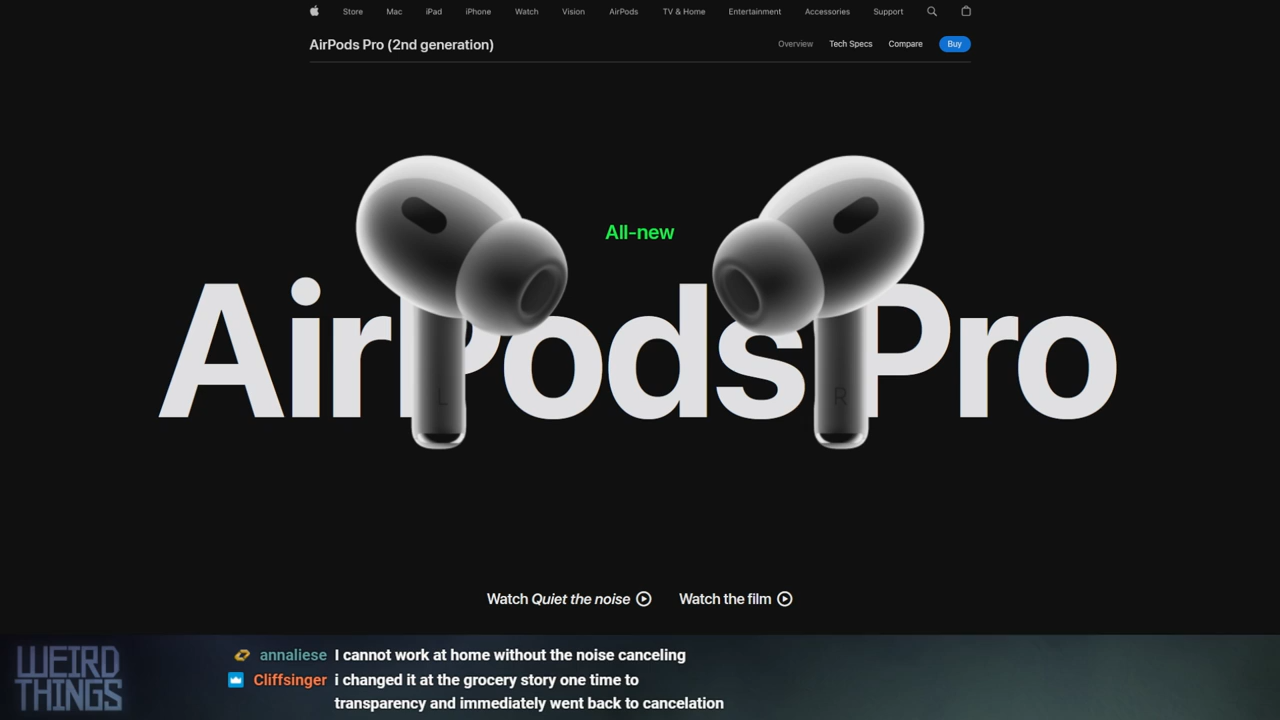 Store Mac iPad iPhone Watch Vision AirPods TV & Home Entertainment Accessories Support
AirPods Pro (2nd generation) Overview Tech Specs Compare Buy
All-new
AirPods Pro
L R
Watch Quiet the noise Watch the film
WEIRD
THINGS
annaliese I cannot work at home without the noise canceling
Cliffsinger i changed it at the grocery story one time to
transparency and immediately went back to cancelation